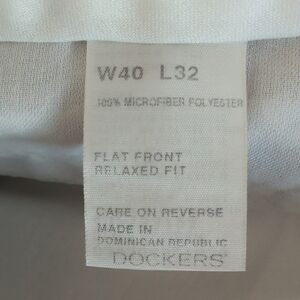 W40 L32
100% MICROFIBER POLYESTER
FLAT FRONT
RELAXED FIT
CARE ON REVERSE
MADE IN
DOMINICAN REPUBLIC
DOCKERS®